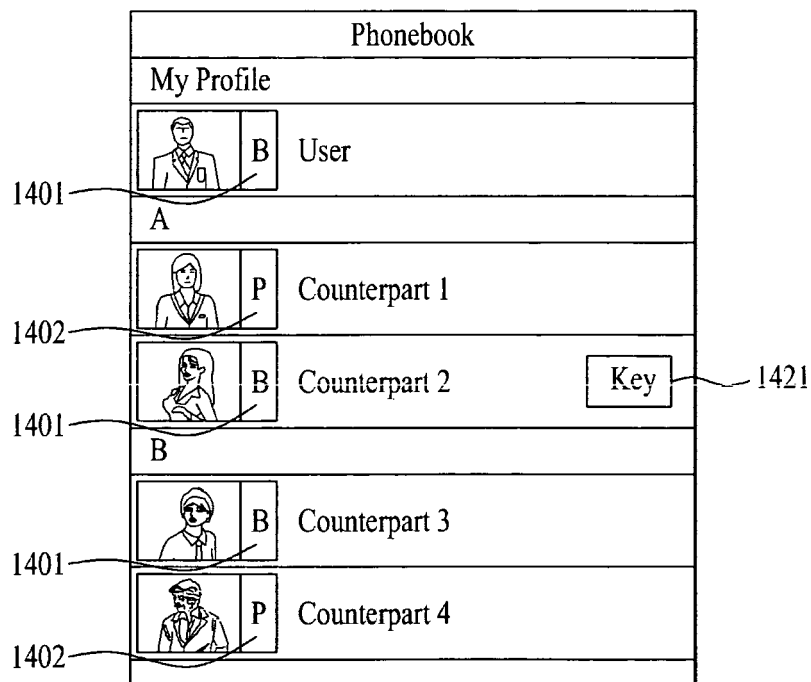 Phonebook
My Profile
B User
1401
A
P Counterpart 1
1402
B Counterpart 2 Key 1421
1401
B
B Counterpart 3
1401
P Counterpart 4
1402